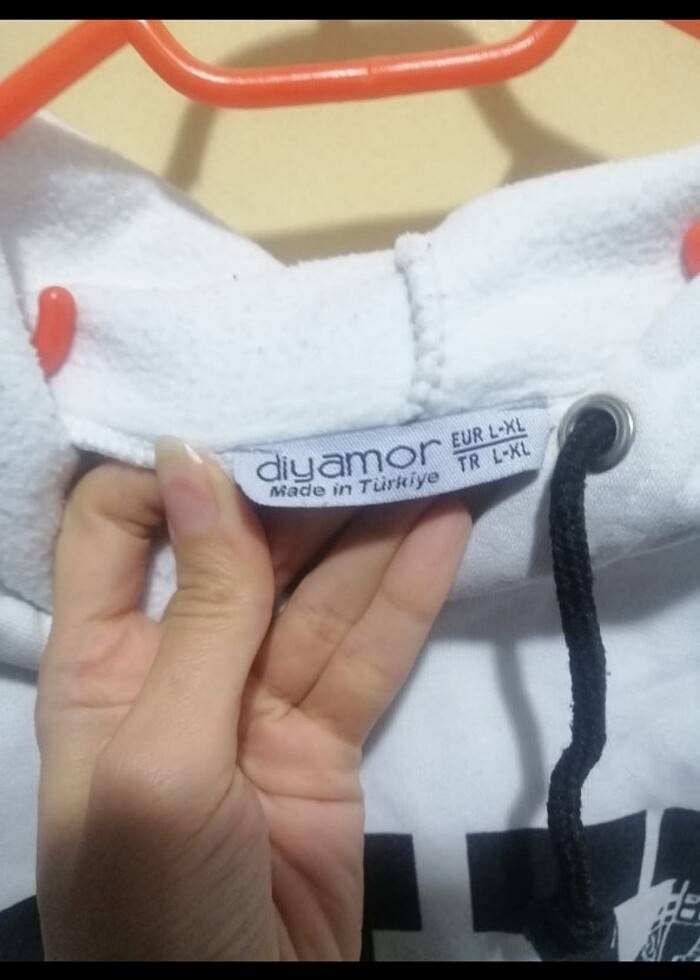 diyamor
Made in Türkiye
EUR L-XL
TR L-XL